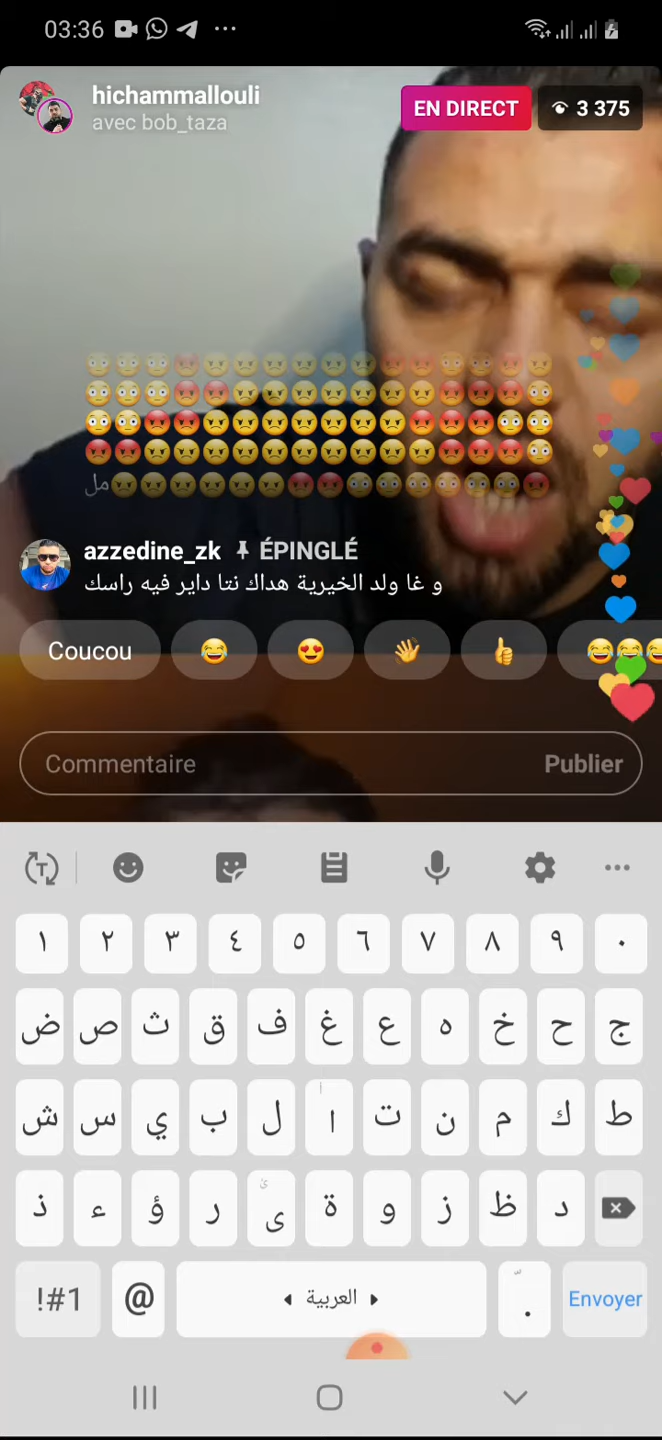 03:36
hichammallouli
avec bob_taza
EN DIRECT
3 375
😳😳😳😡😠😠😠😠😠😠😡😡😳😳😡😠
😳😳😳😡😡😠😠😠😠😠😠😠😡😡😡😳
😳😳😡😡😠😠😠😠😠😠😠😡😡😡😳😳
😡😡😠😠😠😠😠😠😠😠😠😠😡😡😡😳
مل😠😠😠😠😠😠😡😡😳😳😳😳😳😳😡
azzedine_zk ÉPINGLÉ
و غا ولد الخيرية هداك نتا داير فيه راسك
Coucou 😂 😍 👋 👍 😂😂😂
Commentaire Publier
١ ٢ ٣ ٤ ٥ ٦ ٧ ٨ ٩ ٠
ض ص ث ق ف غ ع ه خ ح ج
ش س ي ب ل ا ت ن م ك ط
ذ ء ؤ ر ى ة و ز ظ د
!#1 @ العربية . Envoyer